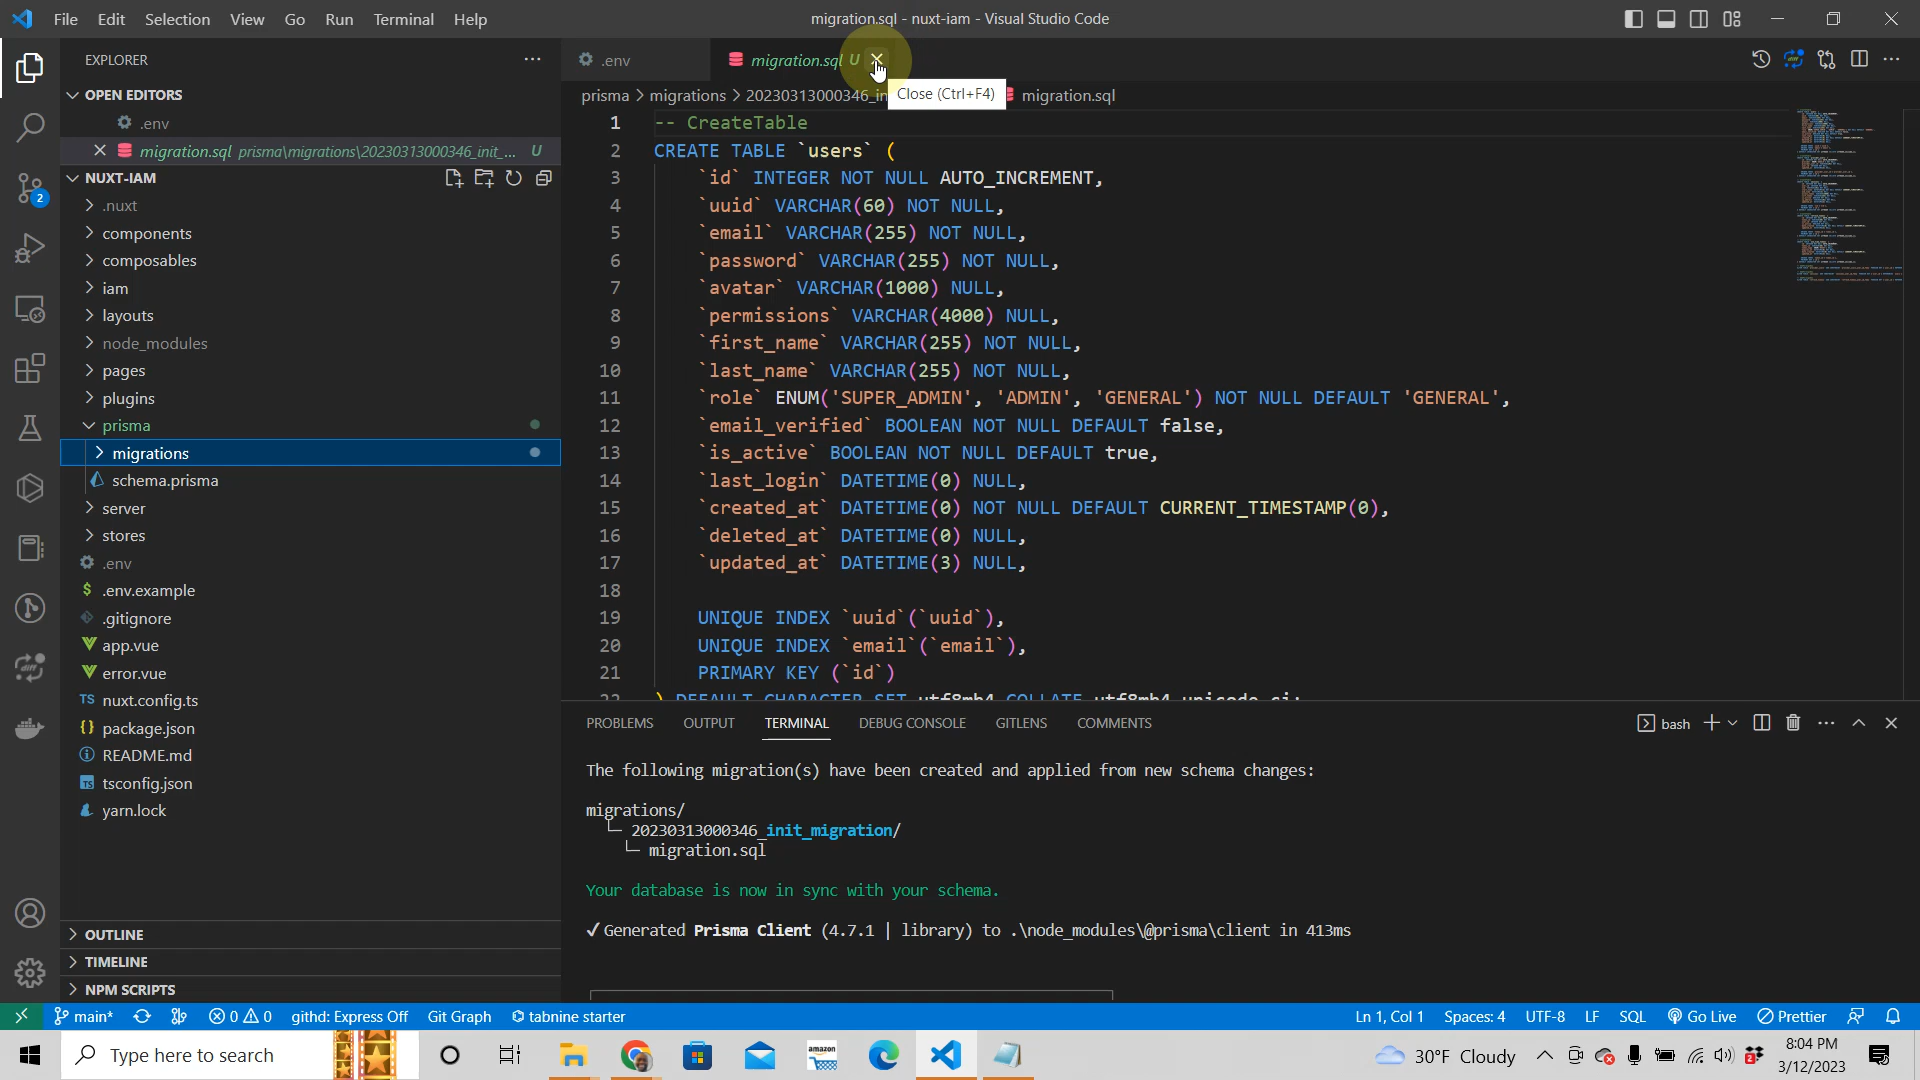 File Edit Selection View Go Run Terminal Help
migration.sql - nuxt-iam - Visual Studio Code
EXPLORER
OPEN EDITORS
.env
migration.sql prisma\migrations\20230313000346_init_... U
NUXT-IAM
.nuxt
components
composables
iam
layouts
node_modules
pages
plugins
prisma
migrations
schema.prisma
server
stores
.env
$ .env.example
.gitignore
app.vue
error.vue
TS nuxt.config.ts
{} package.json
README.md
tsconfig.json
yarn.lock
OUTLINE
TIMELINE
NPM SCRIPTS
2
.env
migration.sql U
Close (Ctrl+F4)
prisma > migrations > 20230313000346_in migration.sql
1 -- CreateTable
2 CREATE TABLE `users` (
3 `id` INTEGER NOT NULL AUTO_INCREMENT,
4 `uuid` VARCHAR(60) NOT NULL,
5 `email` VARCHAR(255) NOT NULL,
6 `password` VARCHAR(255) NOT NULL,
7 `avatar` VARCHAR(1000) NULL,
8 `permissions` VARCHAR(4000) NULL,
9 `first_name` VARCHAR(255) NOT NULL,
10 `last_name` VARCHAR(255) NOT NULL,
11 `role` ENUM('SUPER_ADMIN', 'ADMIN', 'GENERAL') NOT NULL DEFAULT 'GENERAL',
12 `email_verified` BOOLEAN NOT NULL DEFAULT false,
13 `is_active` BOOLEAN NOT NULL DEFAULT true,
14 `last_login` DATETIME(0) NULL,
15 `created_at` DATETIME(0) NOT NULL DEFAULT CURRENT_TIMESTAMP(0),
16 `deleted_at` DATETIME(0) NULL,
17 `updated_at` DATETIME(3) NULL,
18
19 UNIQUE INDEX `uuid`(`uuid`),
20 UNIQUE INDEX `email`(`email`),
21 PRIMARY KEY (`id`)
22 ) DEFAULT CHARACTER SET utf8mb4 COLLATE utf8mb4_unicode_ci;
PROBLEMS OUTPUT TERMINAL DEBUG CONSOLE GITLENS COMMENTS
bash
The following migration(s) have been created and applied from new schema changes:
migrations/
└─ 20230313000346_init_migration/
└─ migration.sql
Your database is now in sync with your schema.
✓ Generated Prisma Client (4.7.1 | library) to .\node_modules\@prisma\client in 413ms
main* 0 0 githd: Express Off Git Graph tabnine starter
Ln 1, Col 1 Spaces: 4 UTF-8 LF SQL Go Live Prettier
Type here to search
amazon
30°F Cloudy
8:04 PM
3/12/2023